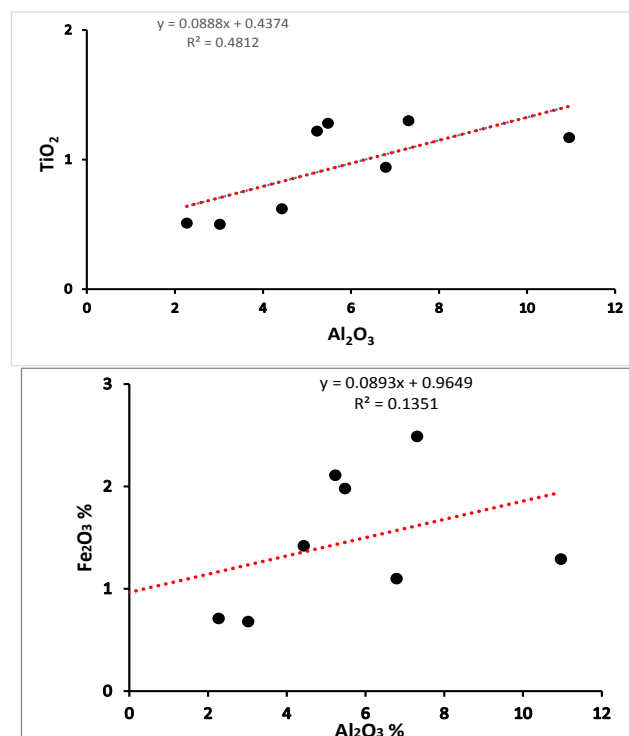 y = 0.0888x + 0.4374
R² = 0.4812
2
1
0
TiO₂
0 2 4 6 8 10 12
Al₂O₃
y = 0.0893x + 0.9649
R² = 0.1351
3
2
1
0
Fe₂O₃ %
0 2 4 6 8 10 12
Al₂O₃ %